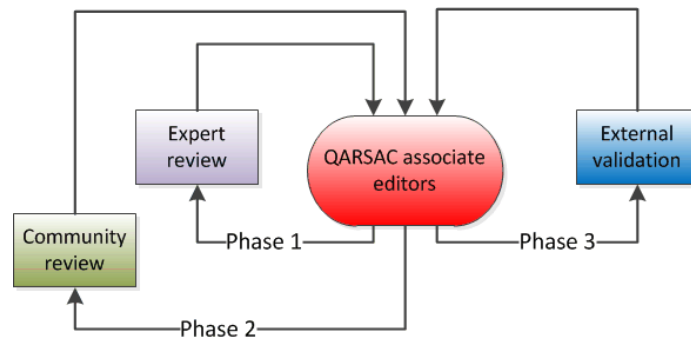 Expert
review
QARSAC associate
editors
External
validation
Community
review
Phase 1
Phase 3
Phase 2